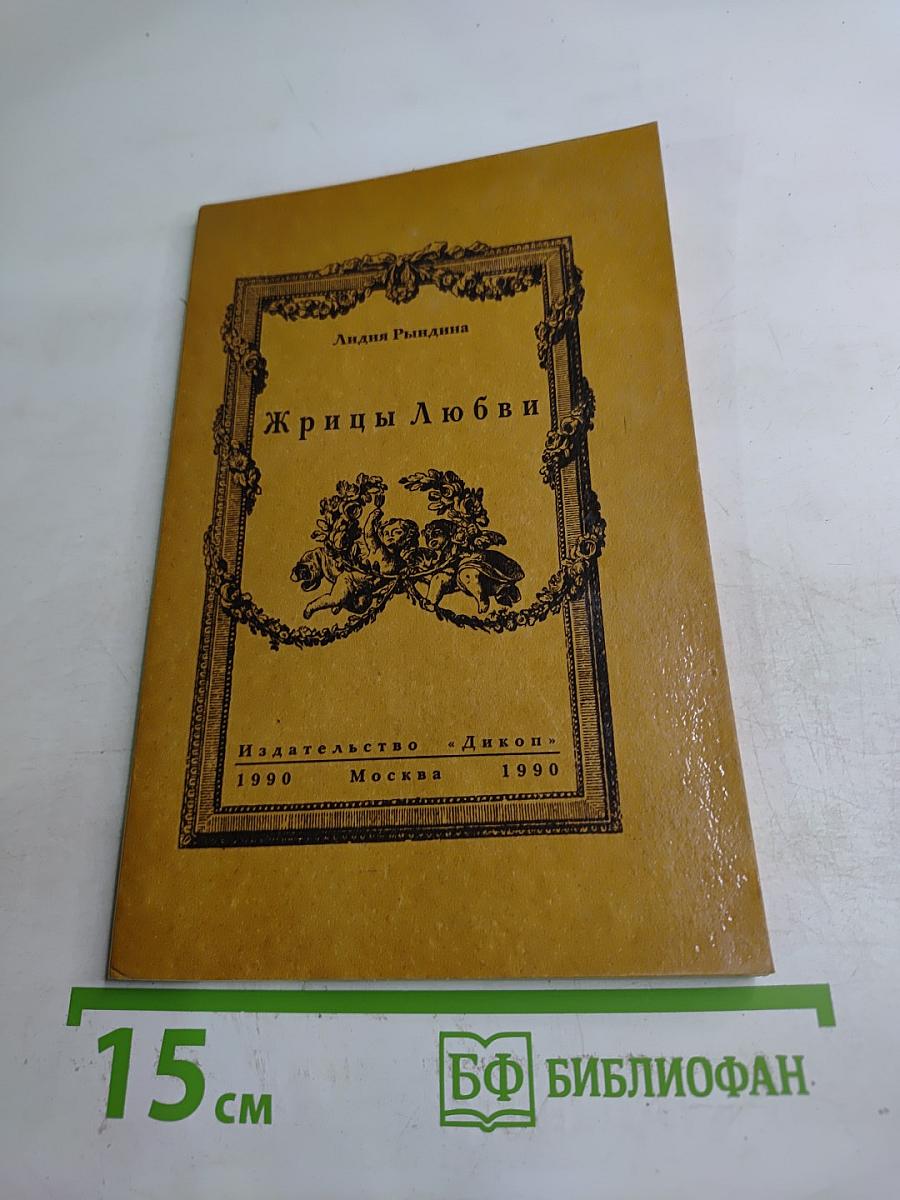 Лидия Рындина
Жрицы Любви
Издательство «Дикоп»
1990 Москва 1990
15 см
БФ БИБЛИОФАН